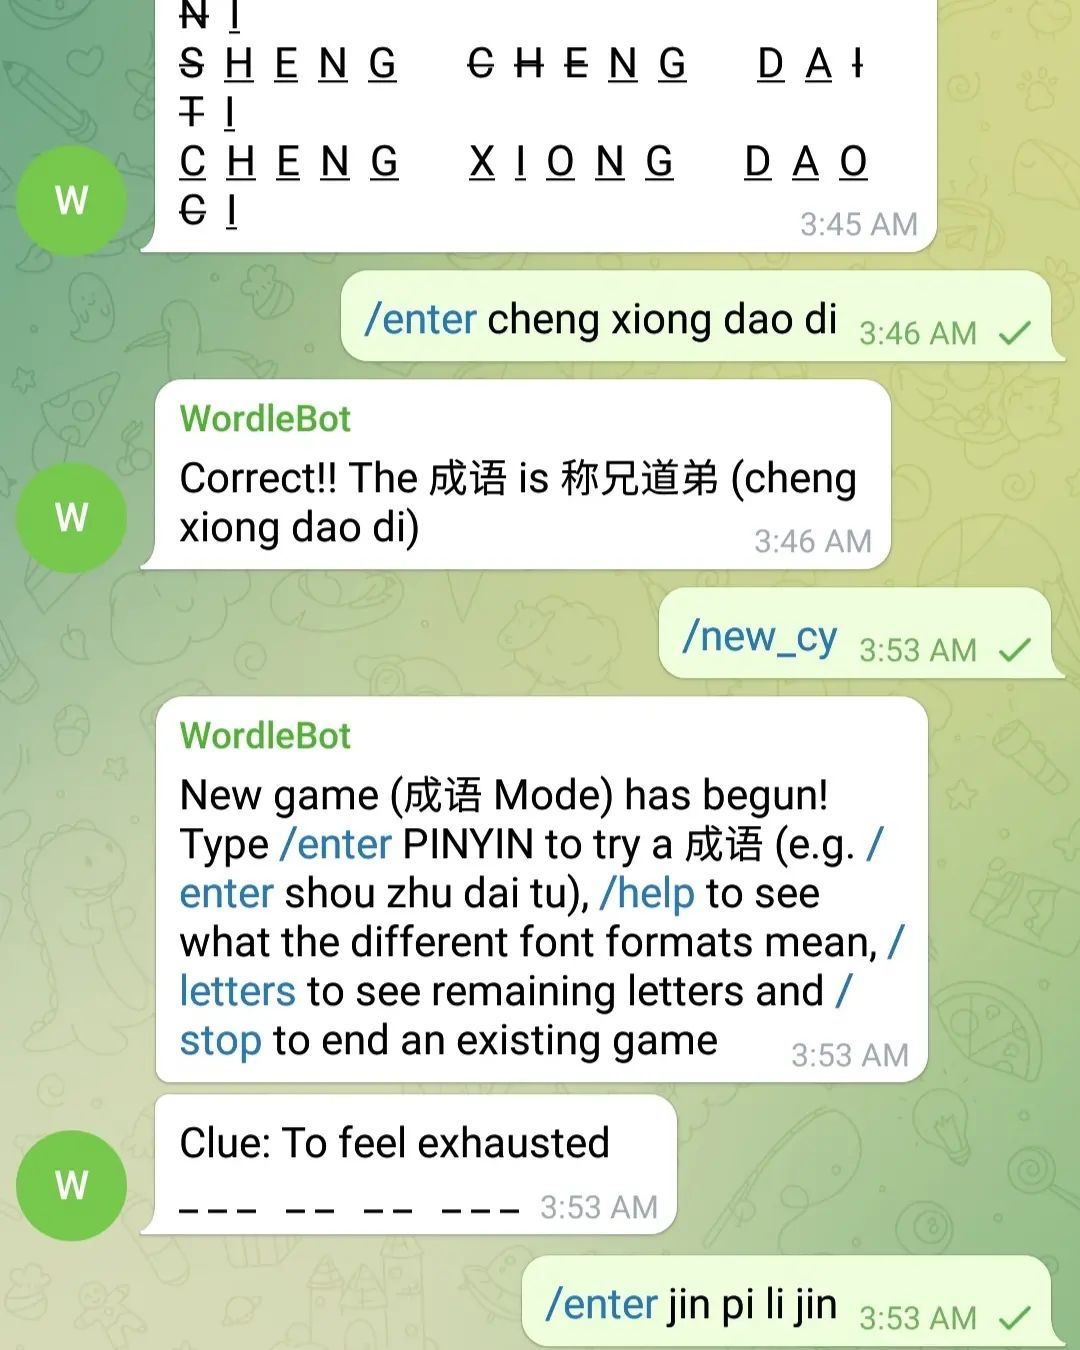 N I
S H E N G C H E N G D A I
T I
C H E N G X I O N G D A O
C I
3:45 AM
W
/enter cheng xiong dao di 3:46 AM
WordleBot
Correct!! The 成语 is 称兄道弟 (cheng
xiong dao di)
3:46 AM
W
/new_cy 3:53 AM
WordleBot
New game (成语 Mode) has begun!
Type /enter PINYIN to try a 成语 (e.g. /
enter shou zhu dai tu), /help to see
what the different font formats mean, /
letters to see remaining letters and /
stop to end an existing game 3:53 AM
Clue: To feel exhausted
_ _ _ _ _ _ _ _ _ _ 3:53 AM
W
/enter jin pi li jin 3:53 AM